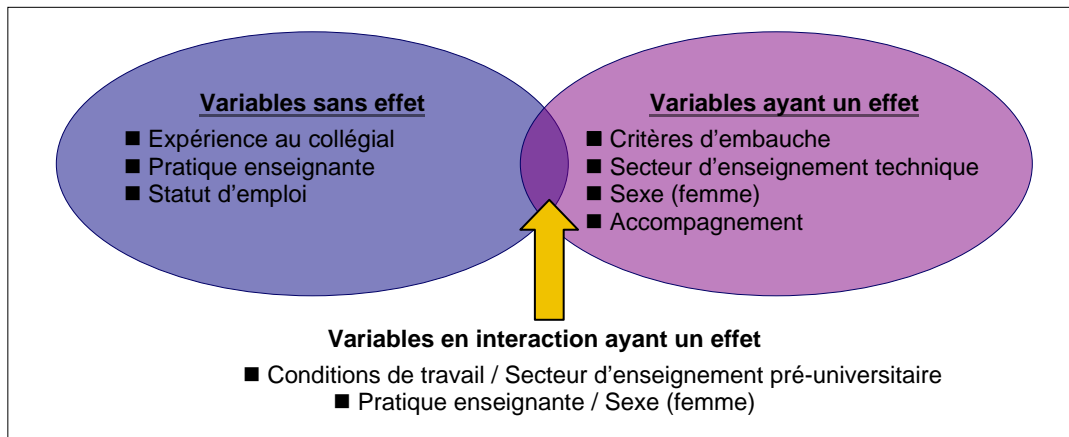 Variables sans effet
■ Expérience au collégial
■ Pratique enseignante
■ Statut d'emploi
Variables ayant un effet
■ Critères d'embauche
■ Secteur d'enseignement technique
■ Sexe (femme)
■ Accompagnement
Variables en interaction ayant un effet
■ Conditions de travail / Secteur d'enseignement pré-universitaire
■ Pratique enseignante / Sexe (femme)